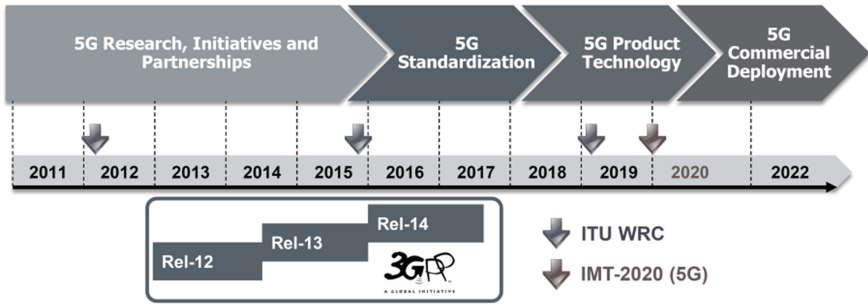 5G Research, Initiatives and
Partnerships
5G
Standardization
5G Product
Technology
5G
Commercial
Deployment
2011 2012 2013 2014 2015 2016 2017 2018 2019 2020 2022
Rel-14
Rel-13
Rel-12
3GPP
A GLOBAL INITIATIVE
ITU WRC
IMT-2020 (5G)